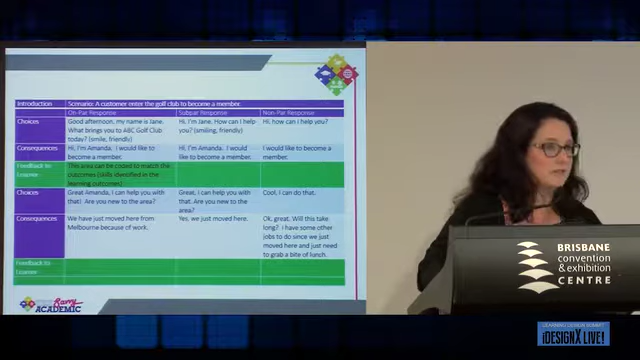 Introduction Scenario: A customer enter the golf club to become a member.
On-Par Response Subpar Response Non-Par Response
Choices Good afternoon, my name is Jane. What brings you to ABC Golf Club today? (smile, friendly) Hi, I'm Jane. How can I help you? (smiling, friendly) Hi, how can I help you?
Consequences Hi, I'm Amanda. I would like to become a member. Hi, I'm Amanda. I would like to become a member. I would like to become a member.
Feedback to Learner This area can be coded to match the outcomes (skills identified in the learning outcomes)
Choices Great Amanda, I can help you with that! Are you new to the area? Great, I can help you with that. Are you new to the area? Cool, I can do that.
Consequences We have just moved here from Melbourne because of work. Yes, we just moved here. Ok, great. Will this take long? I have some other jobs to do since we just moved here and just need to grab a bite of lunch.
Feedback to Learner
Racing
ACADEMIC
BRISBANE
convention
& exhibition
CENTRE
LEARNING DESIGN SUMMIT
iDESIGNX LIVE!